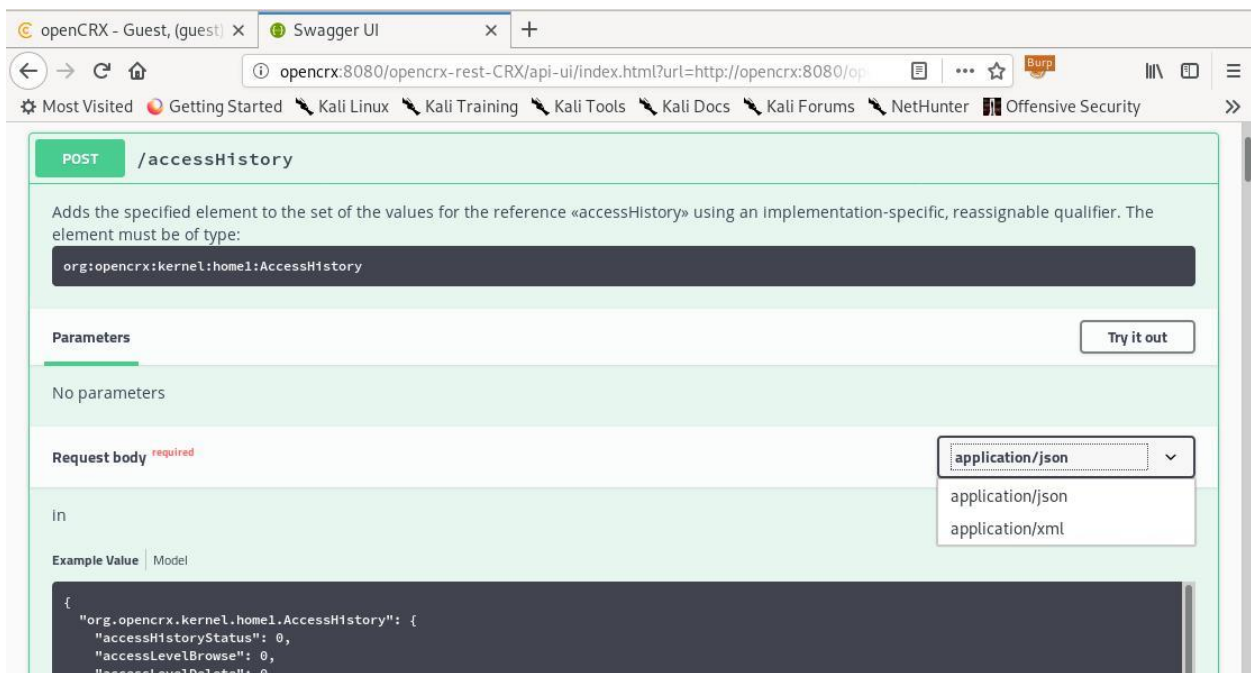 openCRX - Guest, (guest)
Swagger UI
opencrx:8080/opencrx-rest-CRX/api-ui/index.html?url=http://opencrx:8080/op
Burp
Most Visited Getting Started Kali Linux Kali Training Kali Tools Kali Docs Kali Forums NetHunter Offensive Security
POST /accessHistory
Adds the specified element to the set of the values for the reference «accessHistory» using an implementation-specific, reassignable qualifier. The
element must be of type:
org:opencrx:kernel:home1:AccessHistory
Parameters
Try it out
No parameters
Request body required
application/json
application/json
application/xml
in
Example Value Model
{
"org.opencrx.kernel.home1.AccessHistory": {
"accessHistoryStatus": 0,
"accessLevelBrowse": 0,
"accessLevelDelete": 0